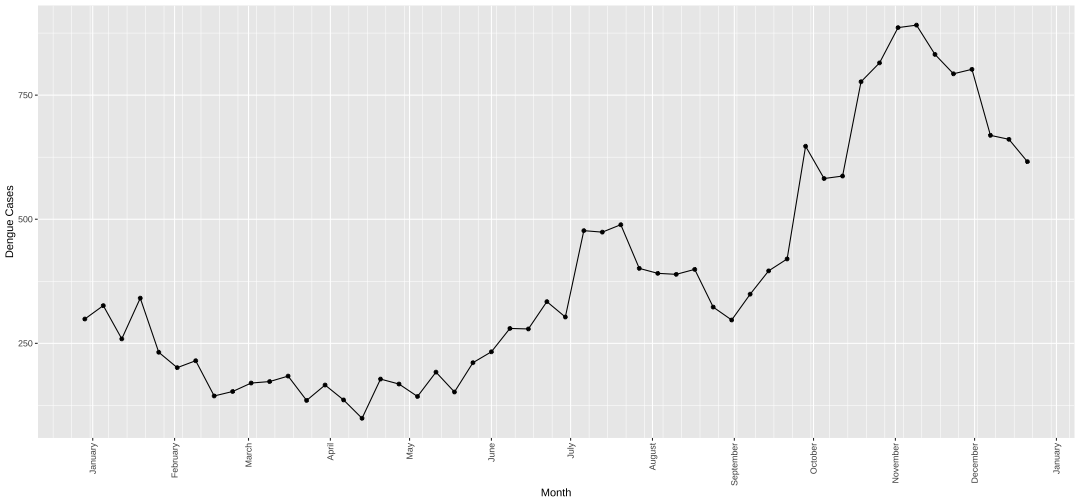 Dengue Cases
750
500
250
January
February
March
April
May
June
July
August
September
October
November
December
January
Month